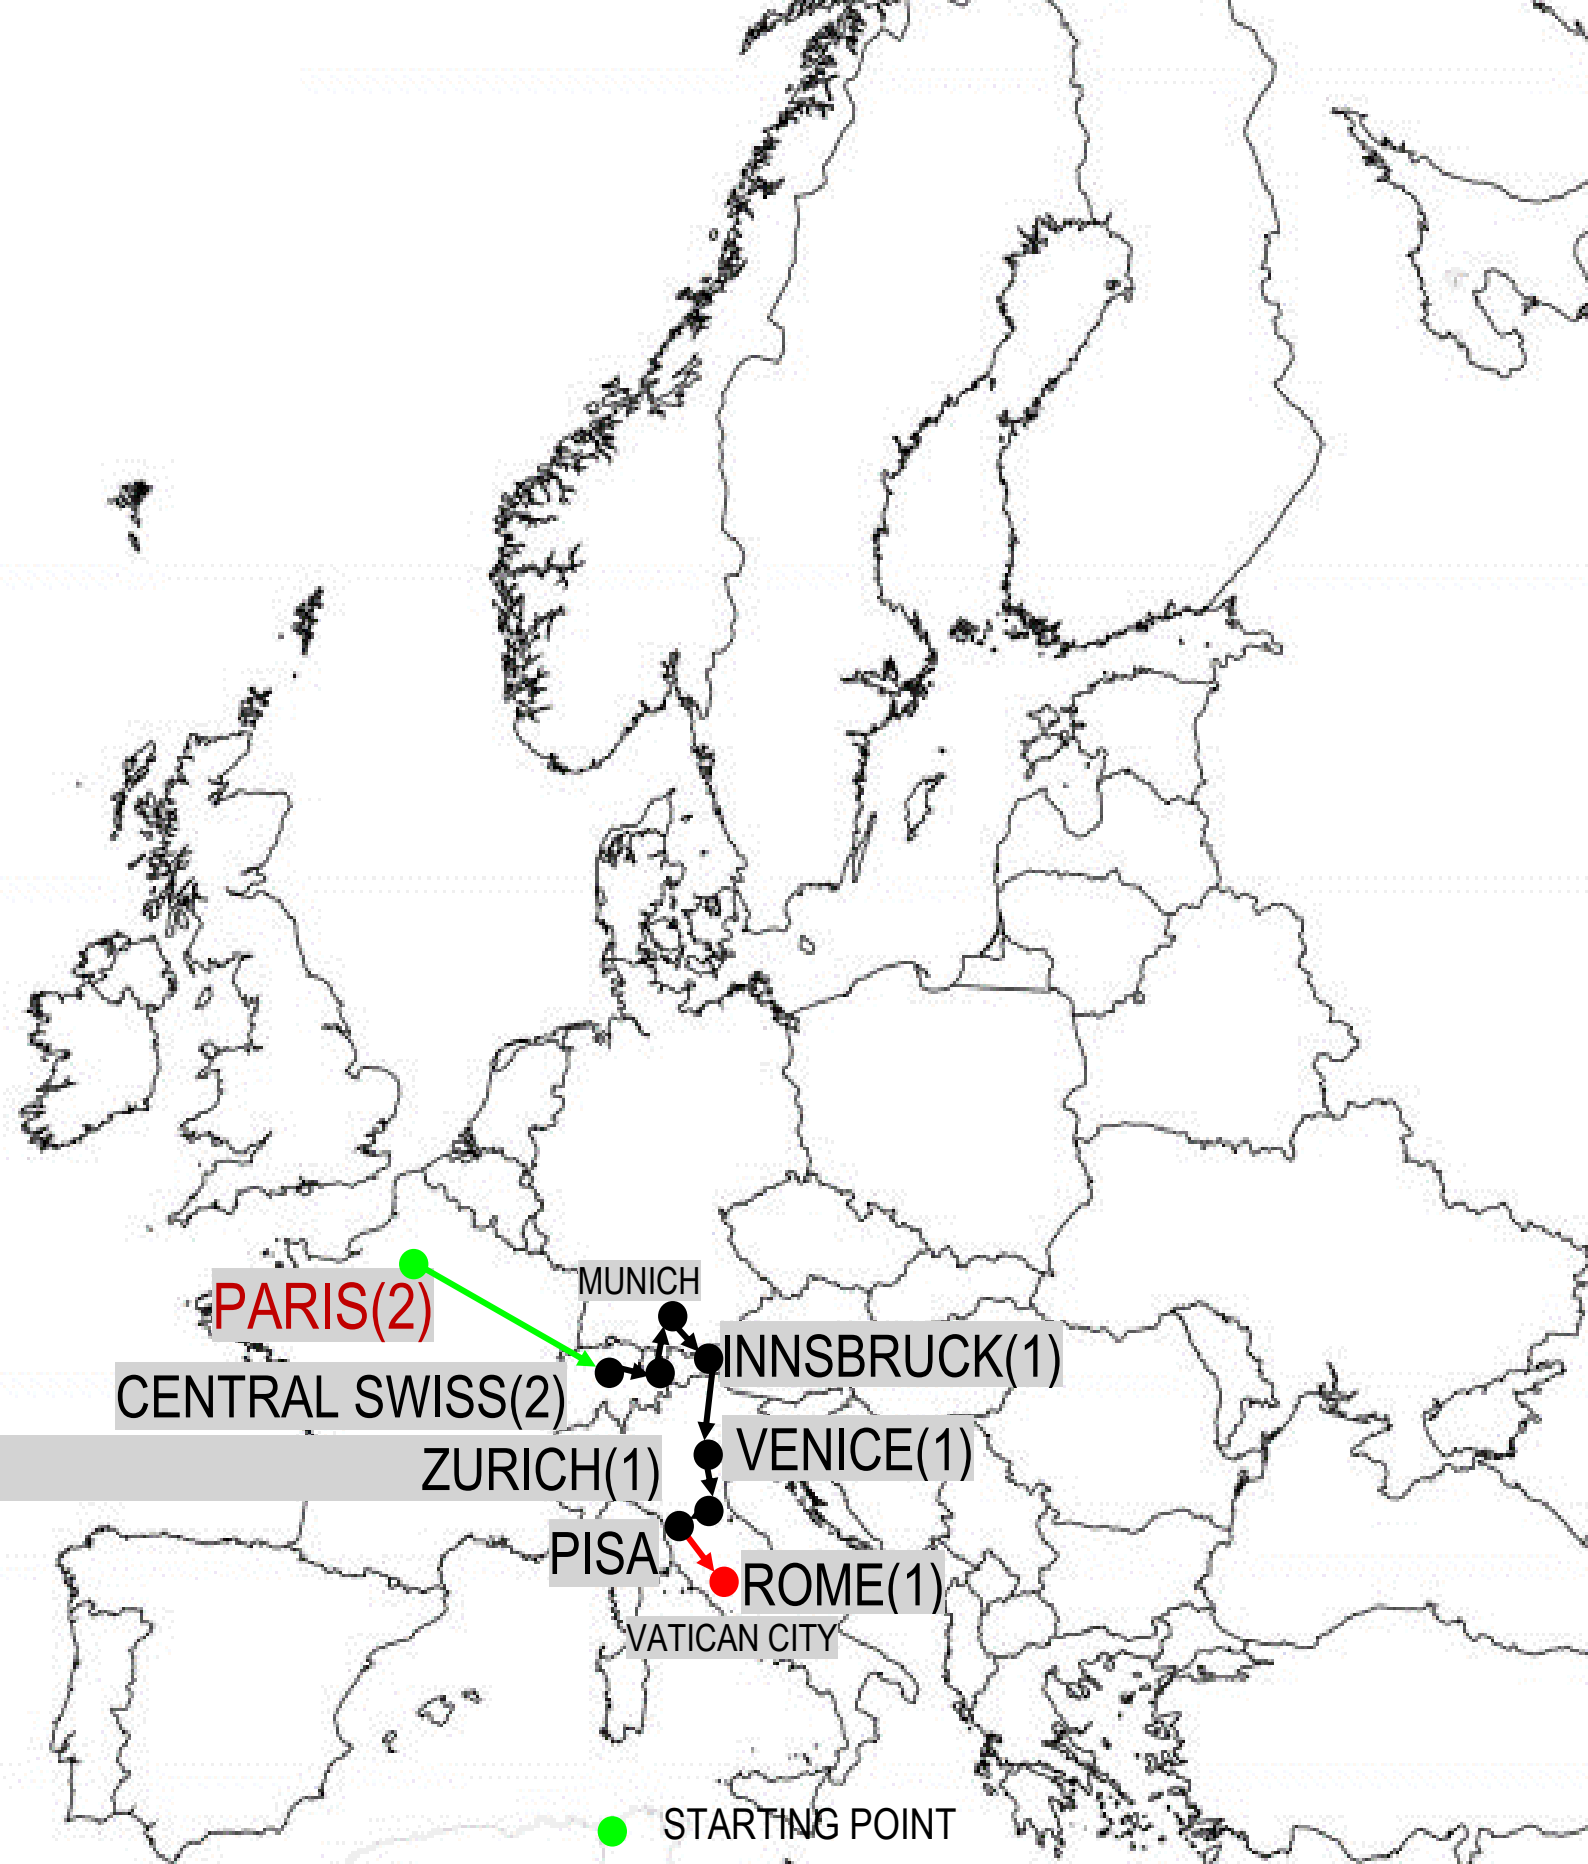 MUNICH
PARIS(2)
INNSBRUCK(1)
CENTRAL SWISS(2)
VENICE(1)
ZURICH(1)
PISA
ROME(1)
VATICAN CITY
STARTING POINT